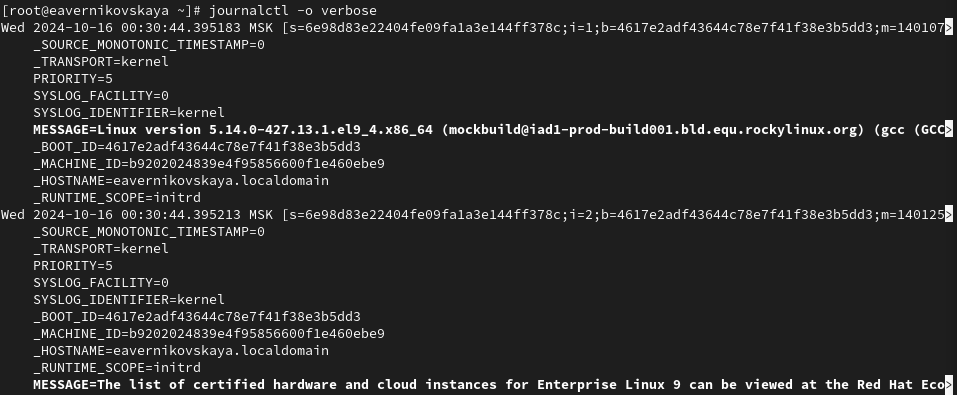 [root@eavernikovskaya ~]# journalctl -o verbose
Wed 2024-10-16 00:30:44.395183 MSK [s=6e98d83e22404fe09fa1a3e144ff378c;i=1;b=4617e2adf43644c78e7f41f38e3b5dd3;m=140107>
    _SOURCE_MONOTONIC_TIMESTAMP=0
    _TRANSPORT=kernel
    PRIORITY=5
    SYSLOG_FACILITY=0
    SYSLOG_IDENTIFIER=kernel
    MESSAGE=Linux version 5.14.0-427.13.1.el9_4.x86_64 (mockbuild@iad1-prod-build001.bld.equ.rockylinux.org) (gcc (GCC>
    _BOOT_ID=4617e2adf43644c78e7f41f38e3b5dd3
    _MACHINE_ID=b9202024839e4f95856600f1e460ebe9
    _HOSTNAME=eavernikovskaya.localdomain
    _RUNTIME_SCOPE=initrd
Wed 2024-10-16 00:30:44.395213 MSK [s=6e98d83e22404fe09fa1a3e144ff378c;i=2;b=4617e2adf43644c78e7f41f38e3b5dd3;m=140125>
    _SOURCE_MONOTONIC_TIMESTAMP=0
    _TRANSPORT=kernel
    PRIORITY=5
    SYSLOG_FACILITY=0
    SYSLOG_IDENTIFIER=kernel
    _BOOT_ID=4617e2adf43644c78e7f41f38e3b5dd3
    _MACHINE_ID=b9202024839e4f95856600f1e460ebe9
    _HOSTNAME=eavernikovskaya.localdomain
    _RUNTIME_SCOPE=initrd
    MESSAGE=The list of certified hardware and cloud instances for Enterprise Linux 9 can be viewed at the Red Hat Eco>